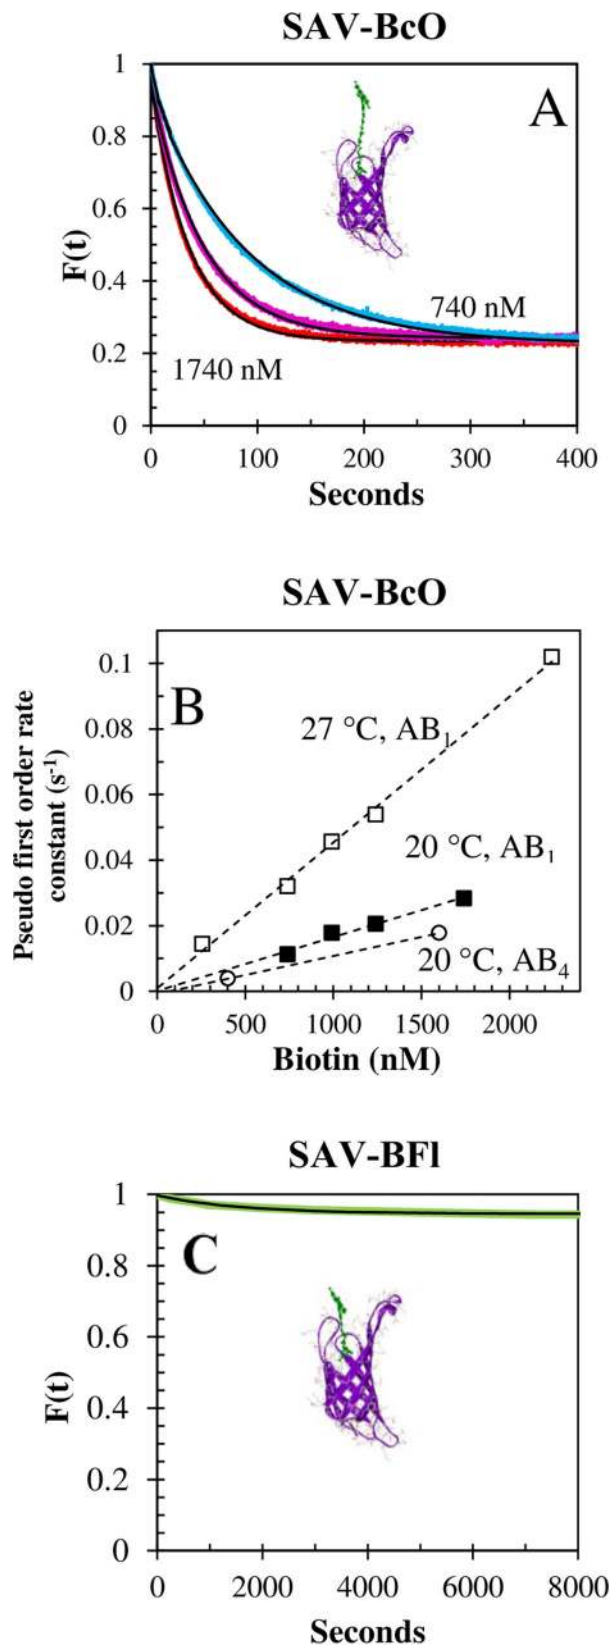 SAV-BcO
1
0.8
0.6
0.4
0.2
0
F(t)
A
740 nM
1740 nM
0 100 200 300 400
Seconds
SAV-BcO
0.1
0.08
0.06
0.04
0.02
0
Pseudo first order rate
constant (s⁻¹)
B
27 °C, AB₁
20 °C, AB₁
20 °C, AB₄
0 500 1000 1500 2000
Biotin (nM)
SAV-BFl
1
0.8
0.6
0.4
0.2
0
F(t)
C
0 2000 4000 6000 8000
Seconds